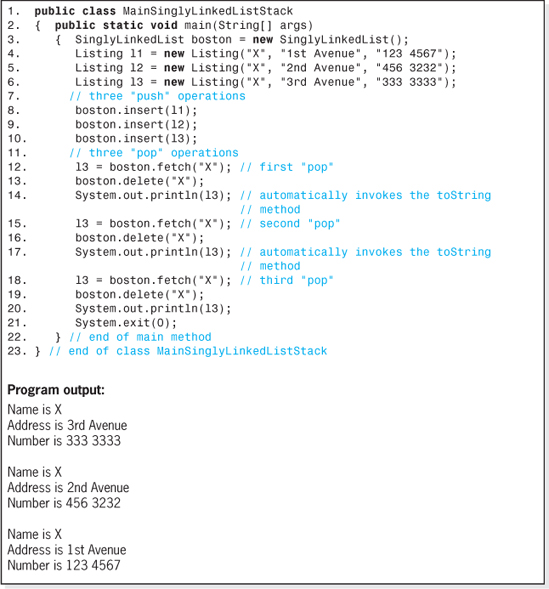 1. public class MainSinglyLinkedListStack
2. { public static void main(String[] args)
3. { SinglyLinkedList boston = new SinglyLinkedList();
4. Listing l1 = new Listing("X", "1st Avenue", "123 4567");
5. Listing l2 = new Listing("X", "2nd Avenue", "456 3232");
6. Listing l3 = new Listing("X", "3rd Avenue", "333 3333");
7. // three "push" operations
8. boston.insert(l1);
9. boston.insert(l2);
10. boston.insert(l3);
11. // three "pop" operations
12. l3 = boston.fetch("X"); // first "pop"
13. boston.delete("X");
14. System.out.println(l3); // automatically invokes the toString
// method
15. l3 = boston.fetch("X"); // second "pop"
16. boston.delete("X");
17. System.out.println(l3); // automatically invokes the toString
// method
18. l3 = boston.fetch("X"); // third "pop"
19. boston.delete("X");
20. System.out.println(l3);
21. System.exit(0);
22. } // end of main method
23. } // end of class MainSinglyLinkedListStack
Program output:
Name is X
Address is 3rd Avenue
Number is 333 3333
Name is X
Address is 2nd Avenue
Number is 456 3232
Name is X
Address is 1st Avenue
Number is 123 4567